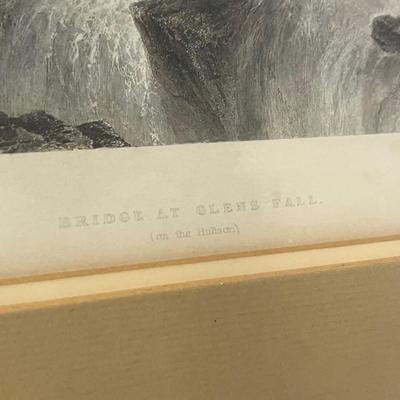 BRIDGE AT GLENS FALL.
(on the Hudson)